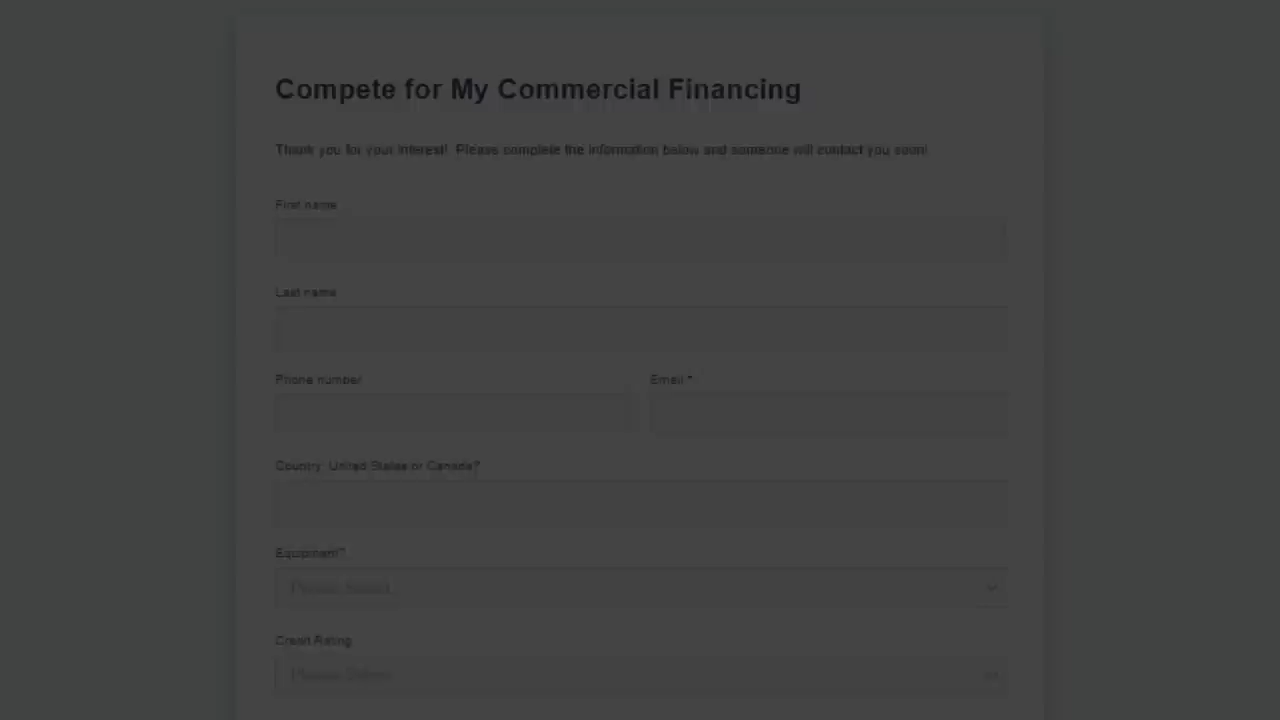 Compete for My Commercial Financing
Thank you for your interest! Please complete the information below and someone will contact you soon!
First name
Last name
Phone number
Email *
Country: United States or Canada?
Equipment*
Please Select
Credit Rating
Please Select